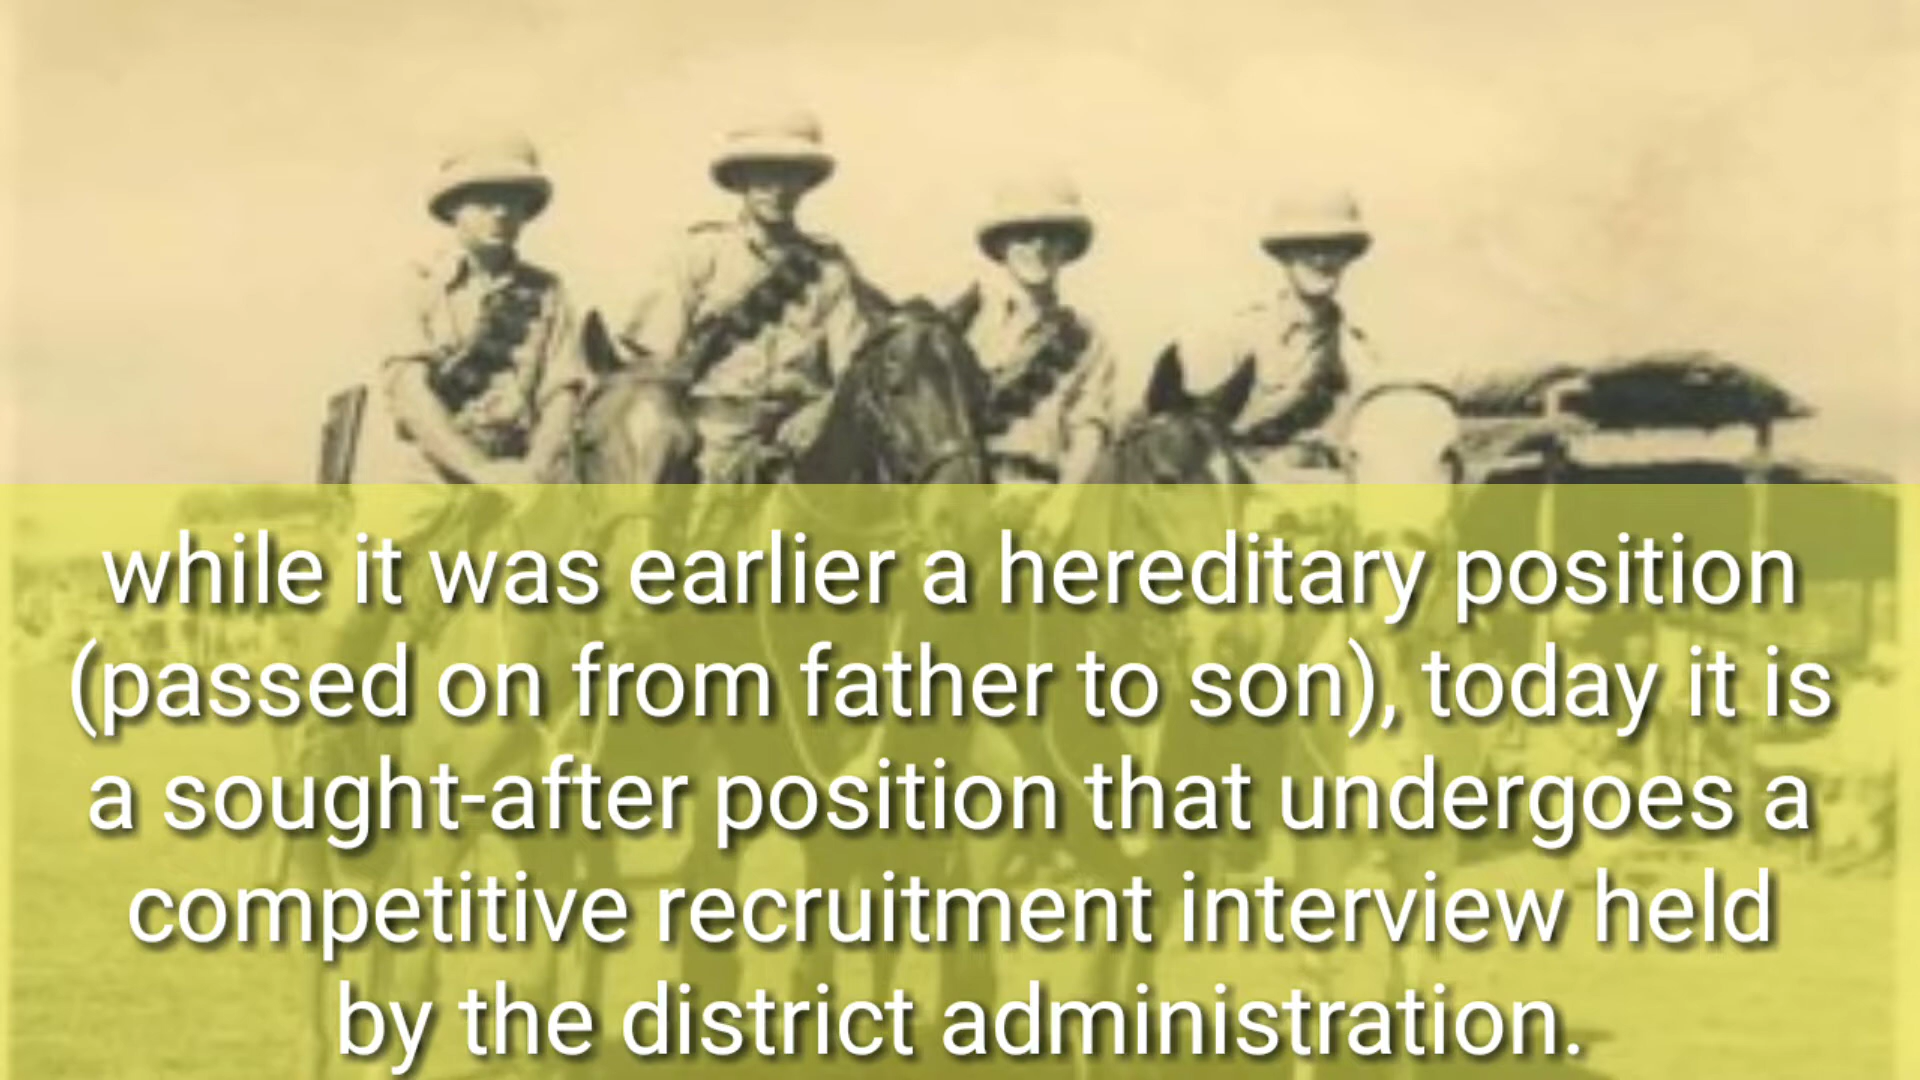 while it was earlier a hereditary position
(passed on from father to son), today it is
a sought-after position that undergoes a
competitive recruitment interview held
by the district administration.